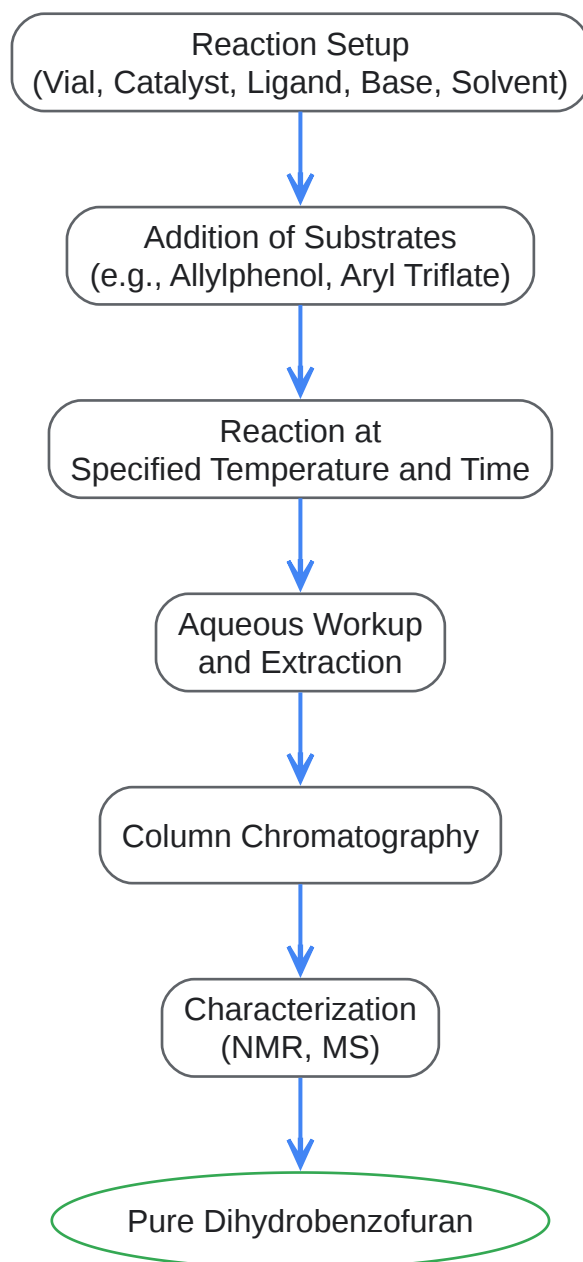 Reaction Setup
(Vial, Catalyst, Ligand, Base, Solvent)
Addition of Substrates
(e.g., Allylphenol, Aryl Triflate)
Reaction at
Specified Temperature and Time
Aqueous Workup
and Extraction
Column Chromatography
Characterization
(NMR, MS)
Pure Dihydrobenzofuran